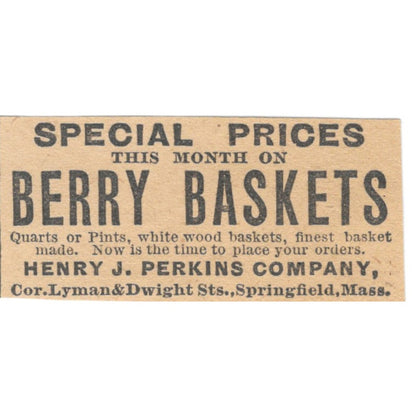 SPECIAL PRICES
THIS MONTH ON
BERRY BASKETS
Quarts or Pints, white wood baskets, finest basket
made. Now is the time to place your orders.
HENRY J. PERKINS COMPANY,
Cor.Lyman&Dwight Sts.,Springfield,Mass.